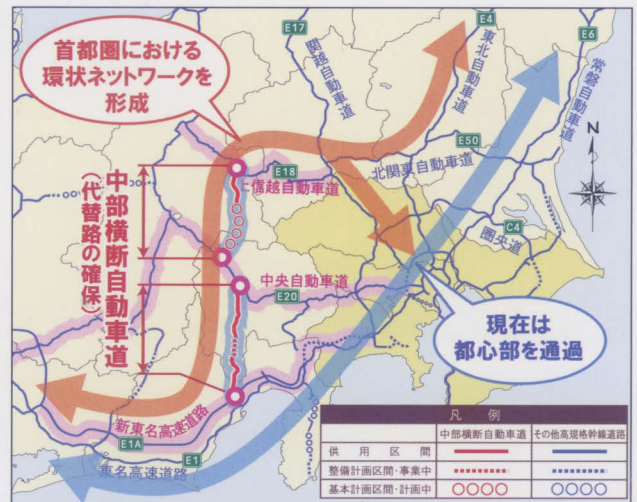 首都圏における
環状ネットワークを
形成
E17
関越自動車道
E4
東北自動車道
E6
常磐自動車道
N
E50
北関東自動車道
E18
上信越自動車道
中部横断自動車道
(代替路の確保)
C4
圏央道
中央自動車道
E20
現在は
都心部を通過
新東名高速道路
E1A
E1
東名高速道路
凡例
中部横断自動車道 その他高規格幹線道路
供用区間
整備計画区間・事業中
基本計画区間・計画中